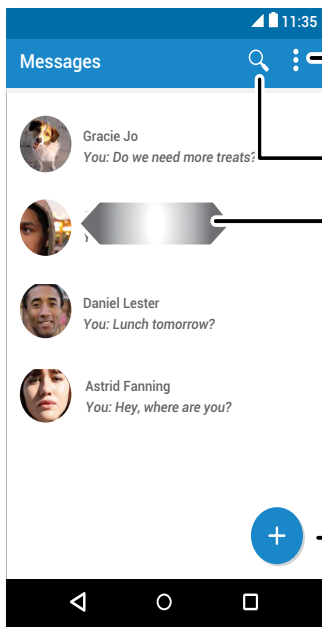 11:35
Messages
Gracie Jo
You: Do we need more treats?
Daniel Lester
You: Lunch tomorrow?
Astrid Fanning
You: Hey, where are you?